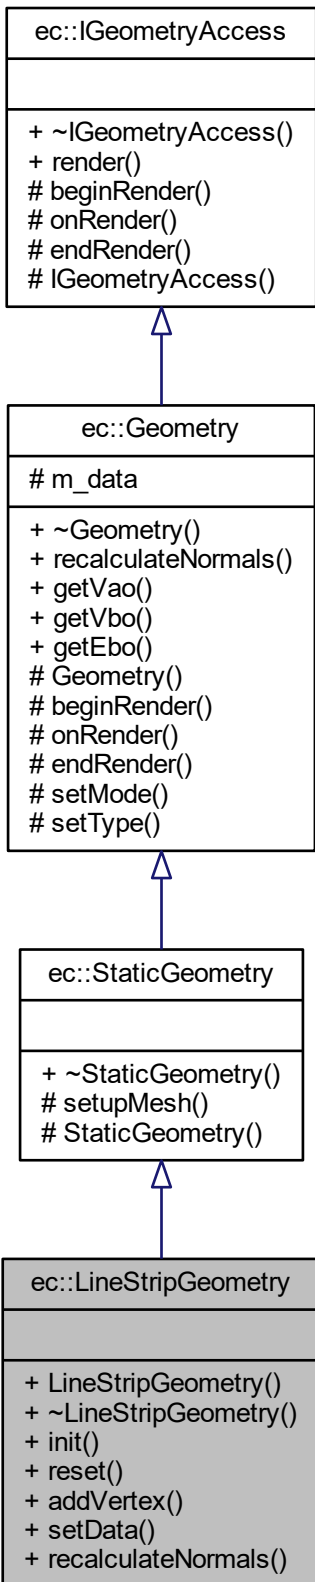 ec::IGeometryAccess
+ ~IGeometryAccess()
+ render()
# beginRender()
# onRender()
# endRender()
# IGeometryAccess()
ec::Geometry
# m_data
+ ~Geometry()
+ recalculateNormals()
+ getVao()
+ getVbo()
+ getEbo()
# Geometry()
# beginRender()
# onRender()
# endRender()
# setMode()
# setType()
ec::StaticGeometry
+ ~StaticGeometry()
# setupMesh()
# StaticGeometry()
ec::LineStripGeometry
+ LineStripGeometry()
+ ~LineStripGeometry()
+ init()
+ reset()
+ addVertex()
+ setData()
+ recalculateNormals()